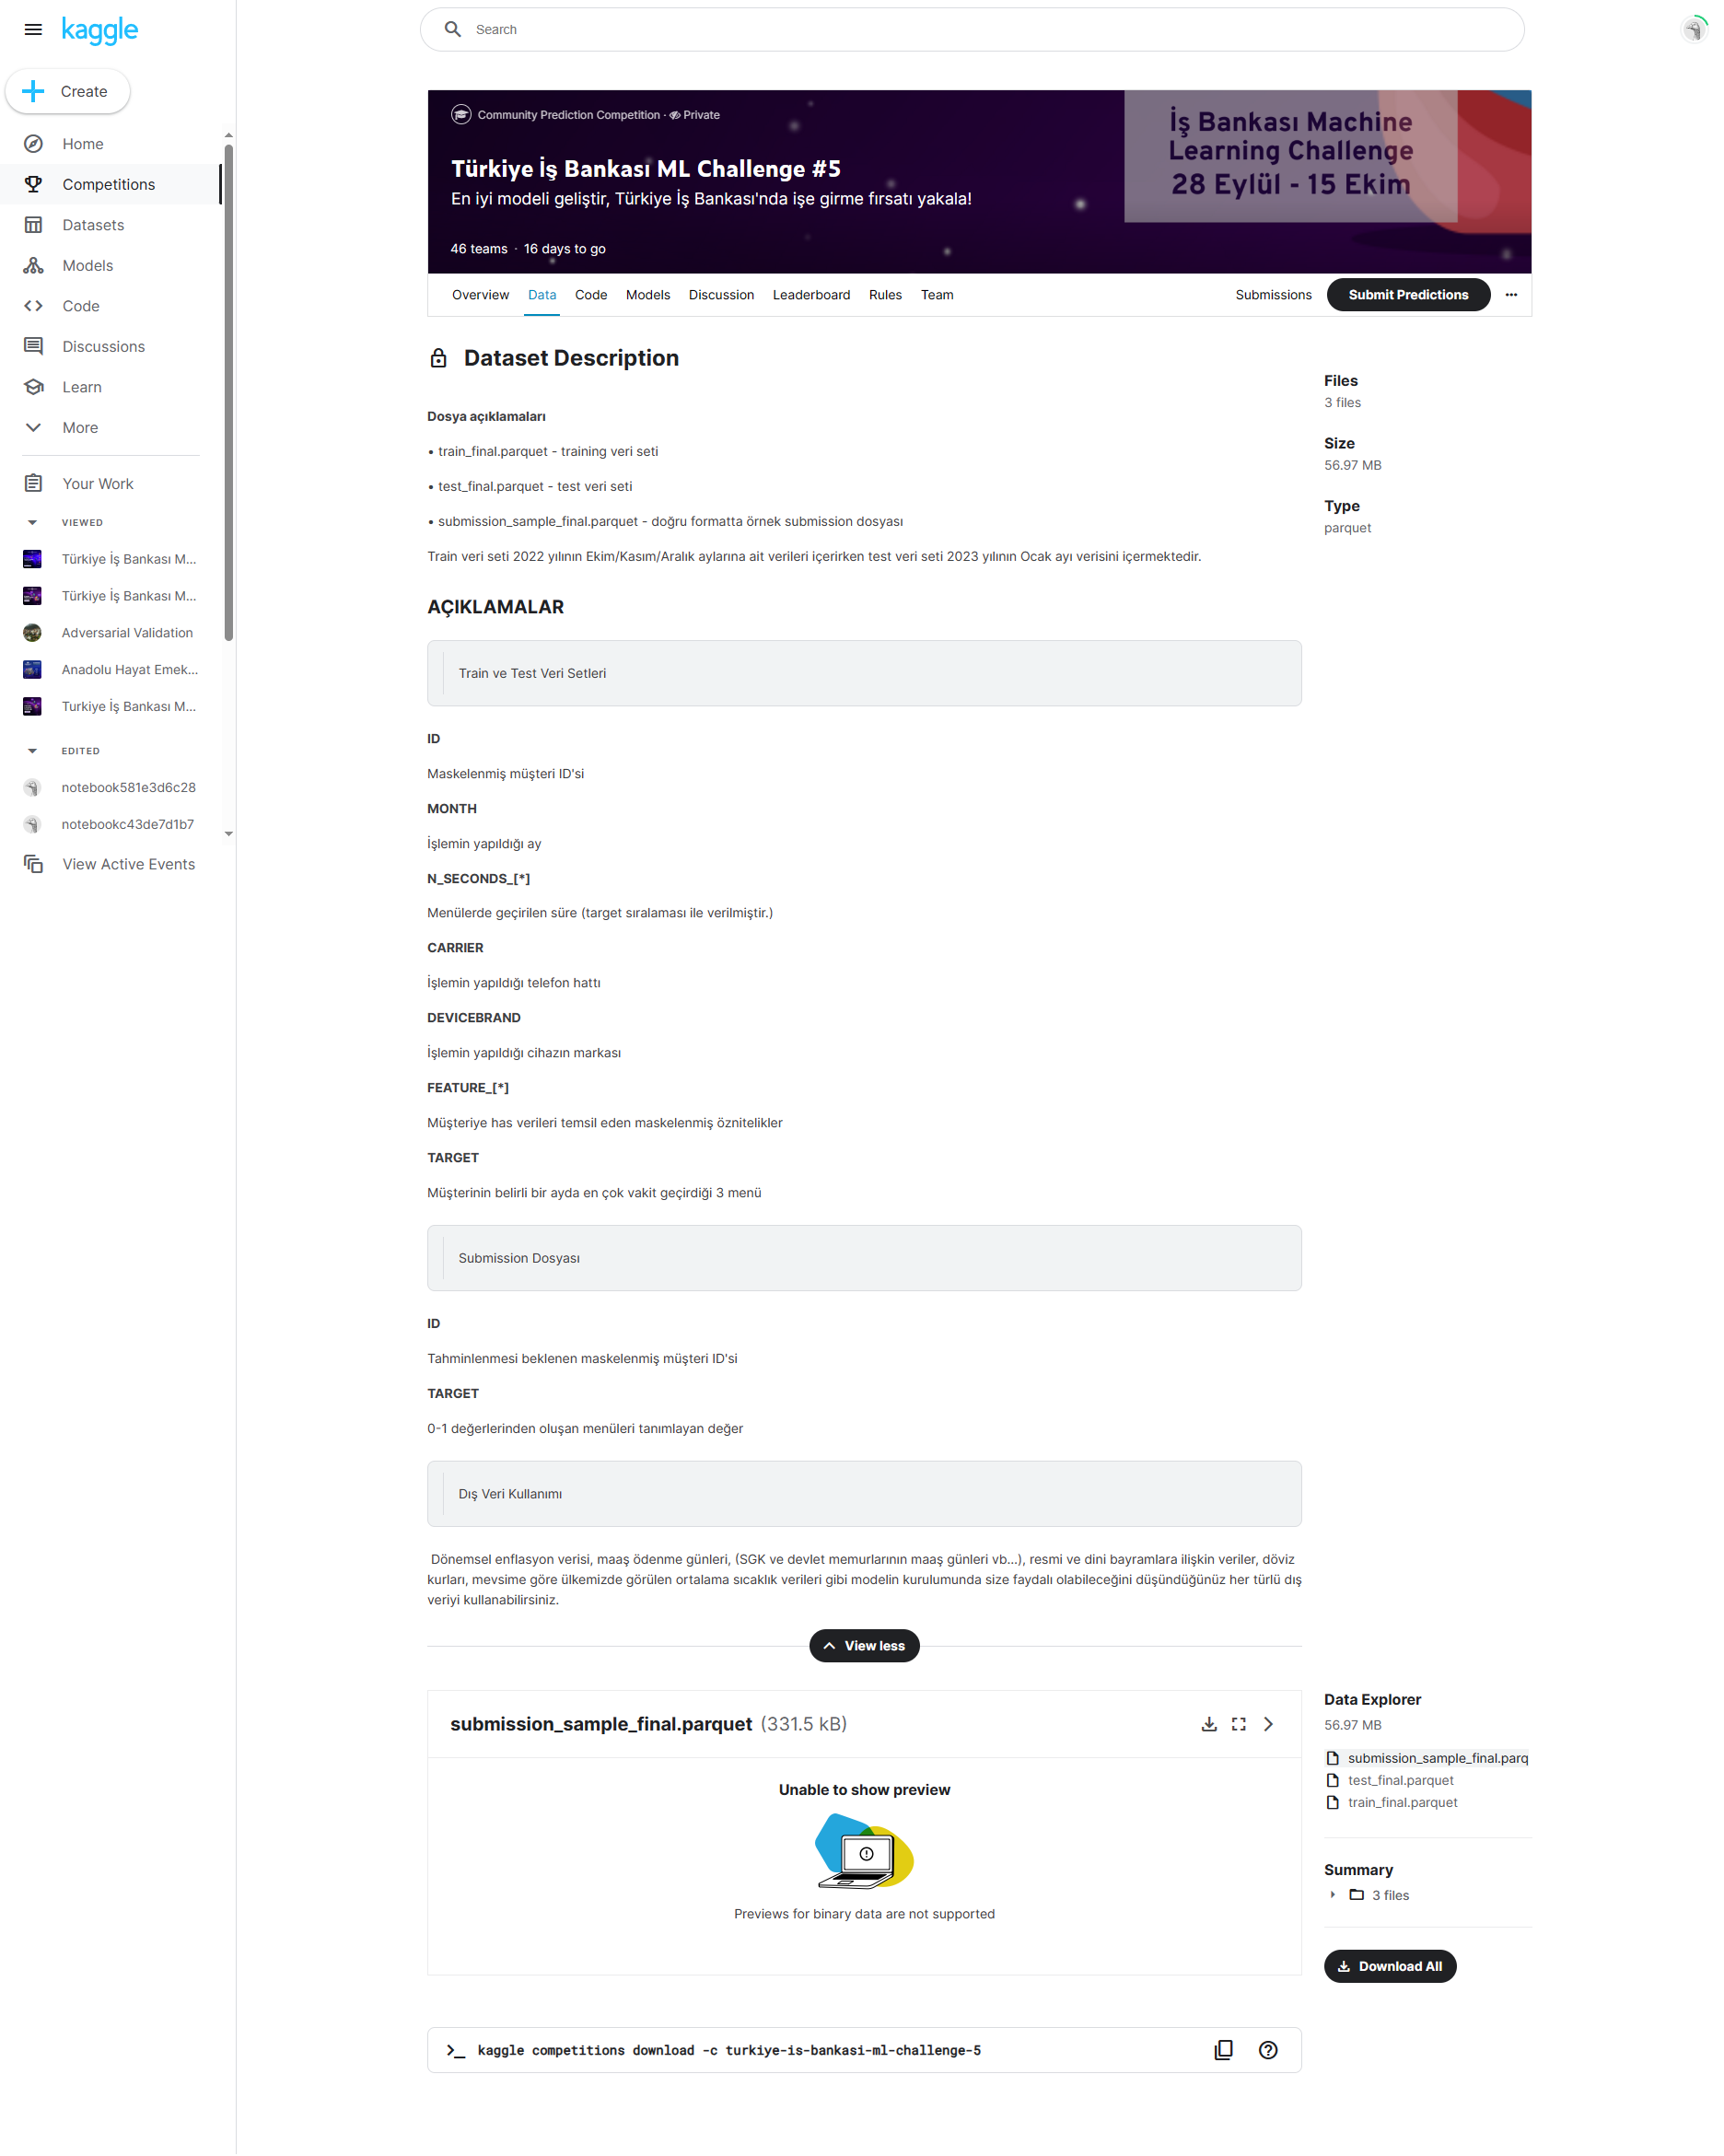 kaggle
Search
Create
Home
Competitions
Datasets
Models
Code
Discussions
Learn
More
Your Work
VIEWED
Türkiye İş Bankası M...
Türkiye İş Bankası M...
Adversarial Validation
Anadolu Hayat Emek...
Turkiye İş Bankası M...
EDITED
notebook581e3d6c28
notebookc43de7d1b7
View Active Events
Community Prediction Competition · Private
Türkiye İş Bankası ML Challenge #5
En iyi modeli geliştir, Türkiye İş Bankası'nda işe girme fırsatı yakala!
46 teams · 16 days to go
İş Bankası Machine
Learning Challenge
28 Eylül - 15 Ekim
Overview Data Code Models Discussion Leaderboard Rules Team Submissions Submit Predictions ...
Dataset Description
Dosya açıklamaları
• train_final.parquet - training veri seti
• test_final.parquet - test veri seti
• submission_sample_final.parquet - doğru formatta örnek submission dosyası
Train veri seti 2022 yılının Ekim/Kasım/Aralık aylarına ait verileri içerirken test veri seti 2023 yılının Ocak ayı verisini içermektedir.
AÇIKLAMALAR
Train ve Test Veri Setleri
ID
Maskelenmiş müşteri ID'si
MONTH
İşlemin yapıldığı ay
N_SECONDS_[*]
Menülerde geçirilen süre (target sıralaması ile verilmiştir.)
CARRIER
İşlemin yapıldığı telefon hattı
DEVICEBRAND
İşlemin yapıldığı cihazın markası
FEATURE_[*]
Müşteriye has verileri temsil eden maskelenmiş öznitelikler
TARGET
Müşterinin belirli bir ayda en çok vakit geçirdiği 3 menü
Submission Dosyası
ID
Tahminlenmesi beklenen maskelenmiş müşteri ID'si
TARGET
0-1 değerlerinden oluşan menüleri tanımlayan değer
Dış Veri Kullanımı
Dönemsel enflasyon verisi, maaş ödenme günleri, (SGK ve devlet memurlarının maaş günleri vb...), resmi ve dini bayramlara ilişkin veriler, döviz
kurları, mevsime göre ülkemizde görülen ortalama sıcaklık verileri gibi modelin kurulumunda size faydalı olabileceğini düşündüğünüz her türlü dış
veriyi kullanabilirsiniz.
View less
Files
3 files
Size
56.97 MB
Type
parquet
submission_sample_final.parquet (331.5 kB)
Unable to show preview
Previews for binary data are not supported
Data Explorer
56.97 MB
submission_sample_final.parq
test_final.parquet
train_final.parquet
Summary
3 files
Download All
kaggle competitions download -c turkiye-is-bankasi-ml-challenge-5